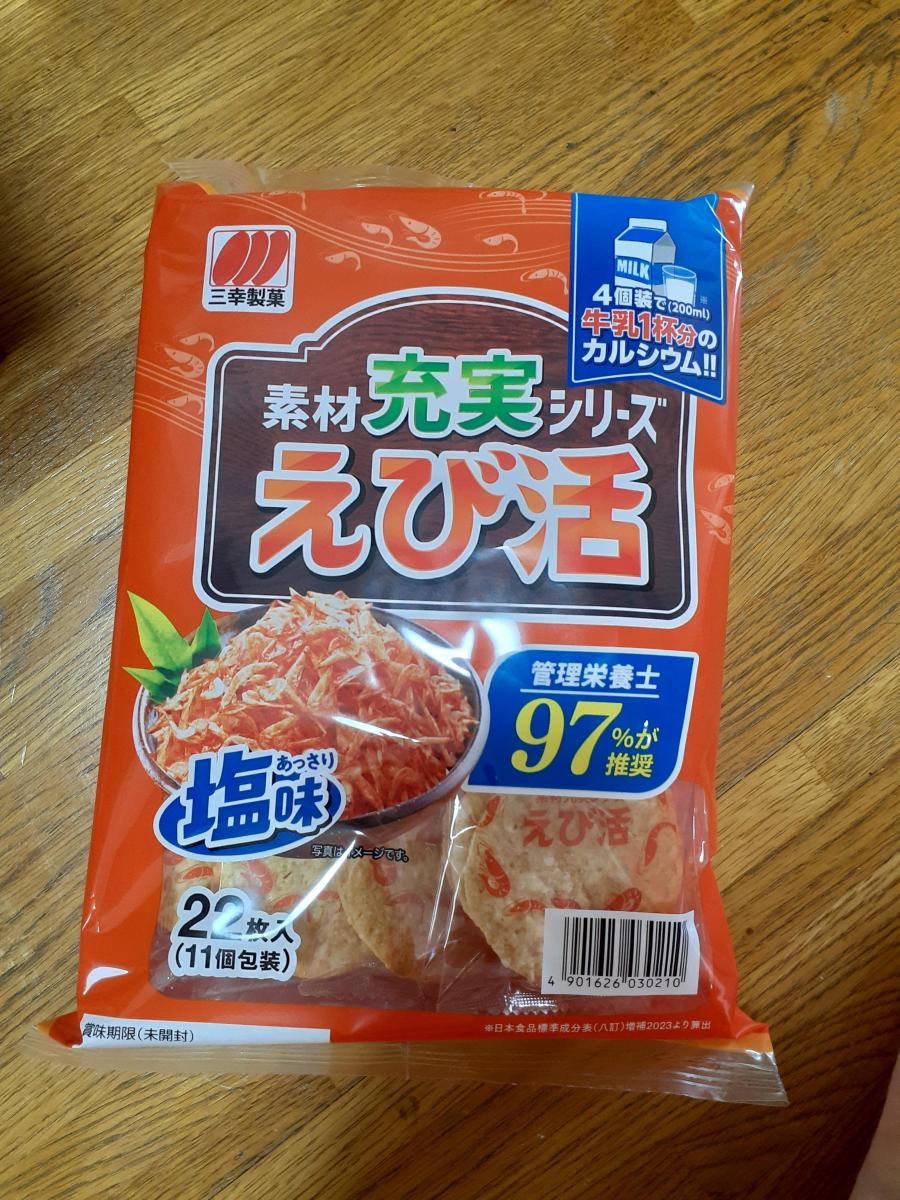 三幸製菓
MILK
4個装で(200ml)※
牛乳1杯分の
カルシウム!!
素材充実シリーズ
えび活
管理栄養士
97%が
推奨
あっさり
塩味
写真はイメージです。
えび活
22枚入
(11個包装)
4 901626 030210
賞味期限(未開封)
※日本食品標準成分表(八訂)増補2023より算出